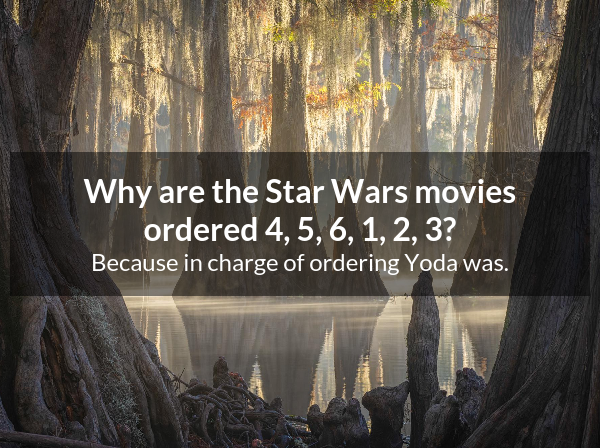 Why are the Star Wars movies
ordered 4, 5, 6, 1, 2, 3?
Because in charge of ordering Yoda was.